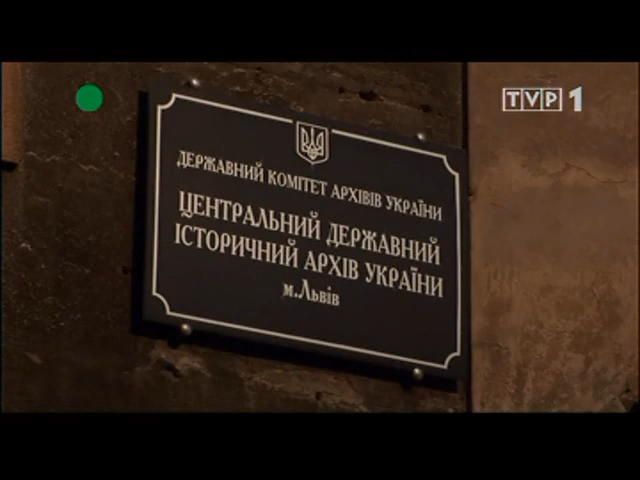 TVP 1
ДЕРЖАВНИЙ КОМІТЕТ АРХІВІВ УКРАЇНИ
ЦЕНТРАЛЬНИЙ ДЕРЖАВНИЙ
ІСТОРИЧНИЙ АРХІВ УКРАЇНИ
м.Львів